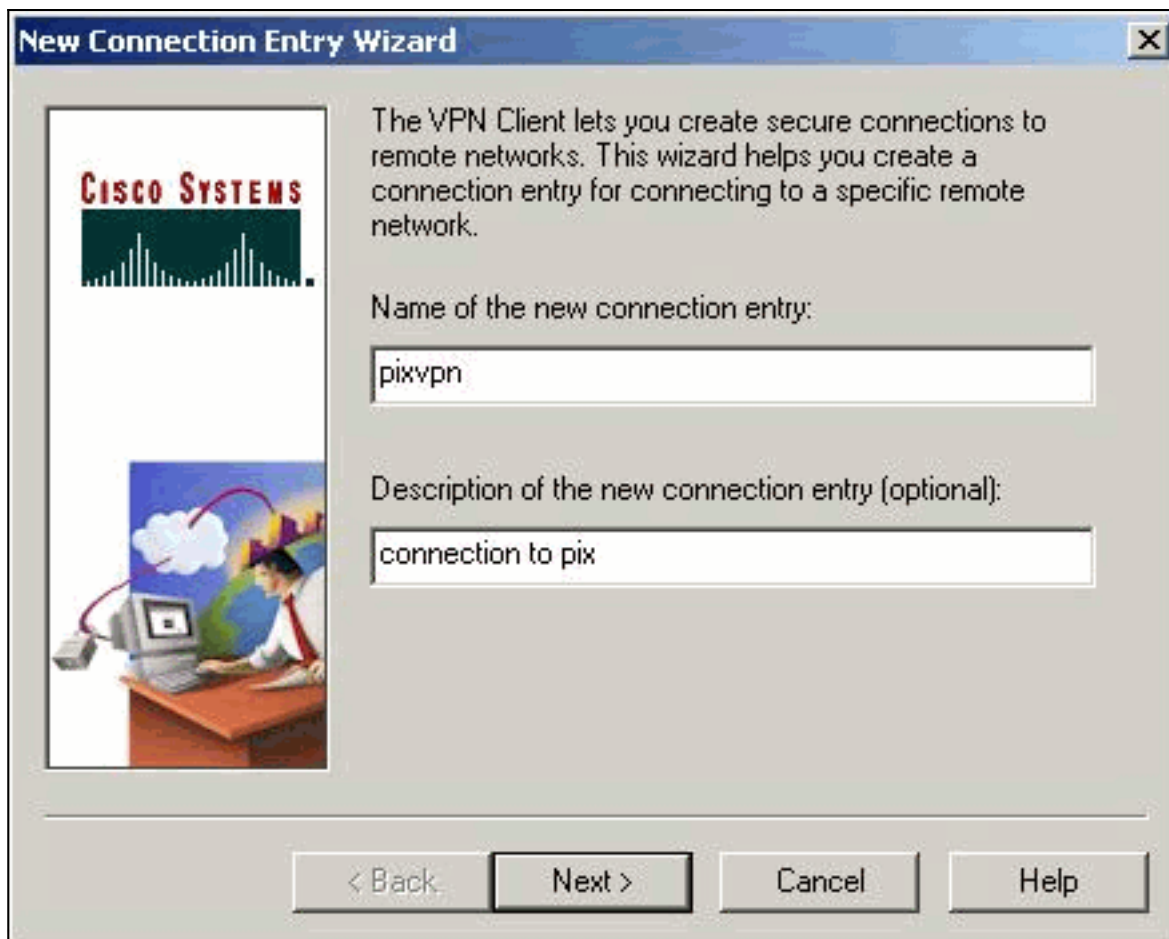 New Connection Entry Wizard
CISCO SYSTEMS
The VPN Client lets you create secure connections to
remote networks. This wizard helps you create a
connection entry for connecting to a specific remote
network.
Name of the new connection entry:
pixvpn
Description of the new connection entry (optional):
connection to pix
< Back
Next >
Cancel
Help